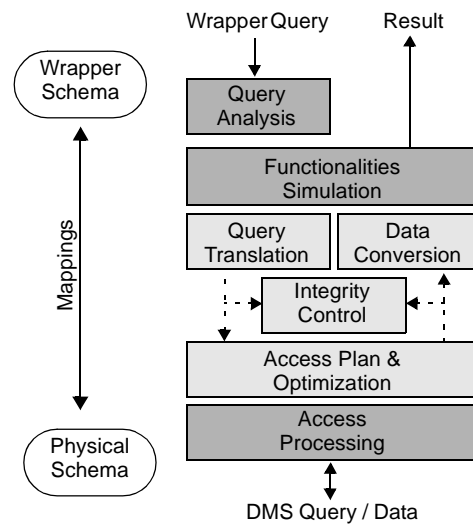 Wrapper Query
Result
Wrapper
Schema
Query
Analysis
Functionalities
Simulation
Query
Translation
Data
Conversion
Mappings
Integrity
Control
Access Plan &
Optimization
Access
Processing
Physical
Schema
DMS Query / Data